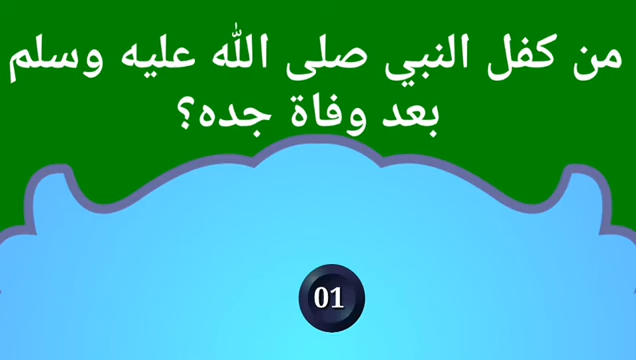 من كفل النبي صلى الله عليه وسلم
بعد وفاة جده؟
01